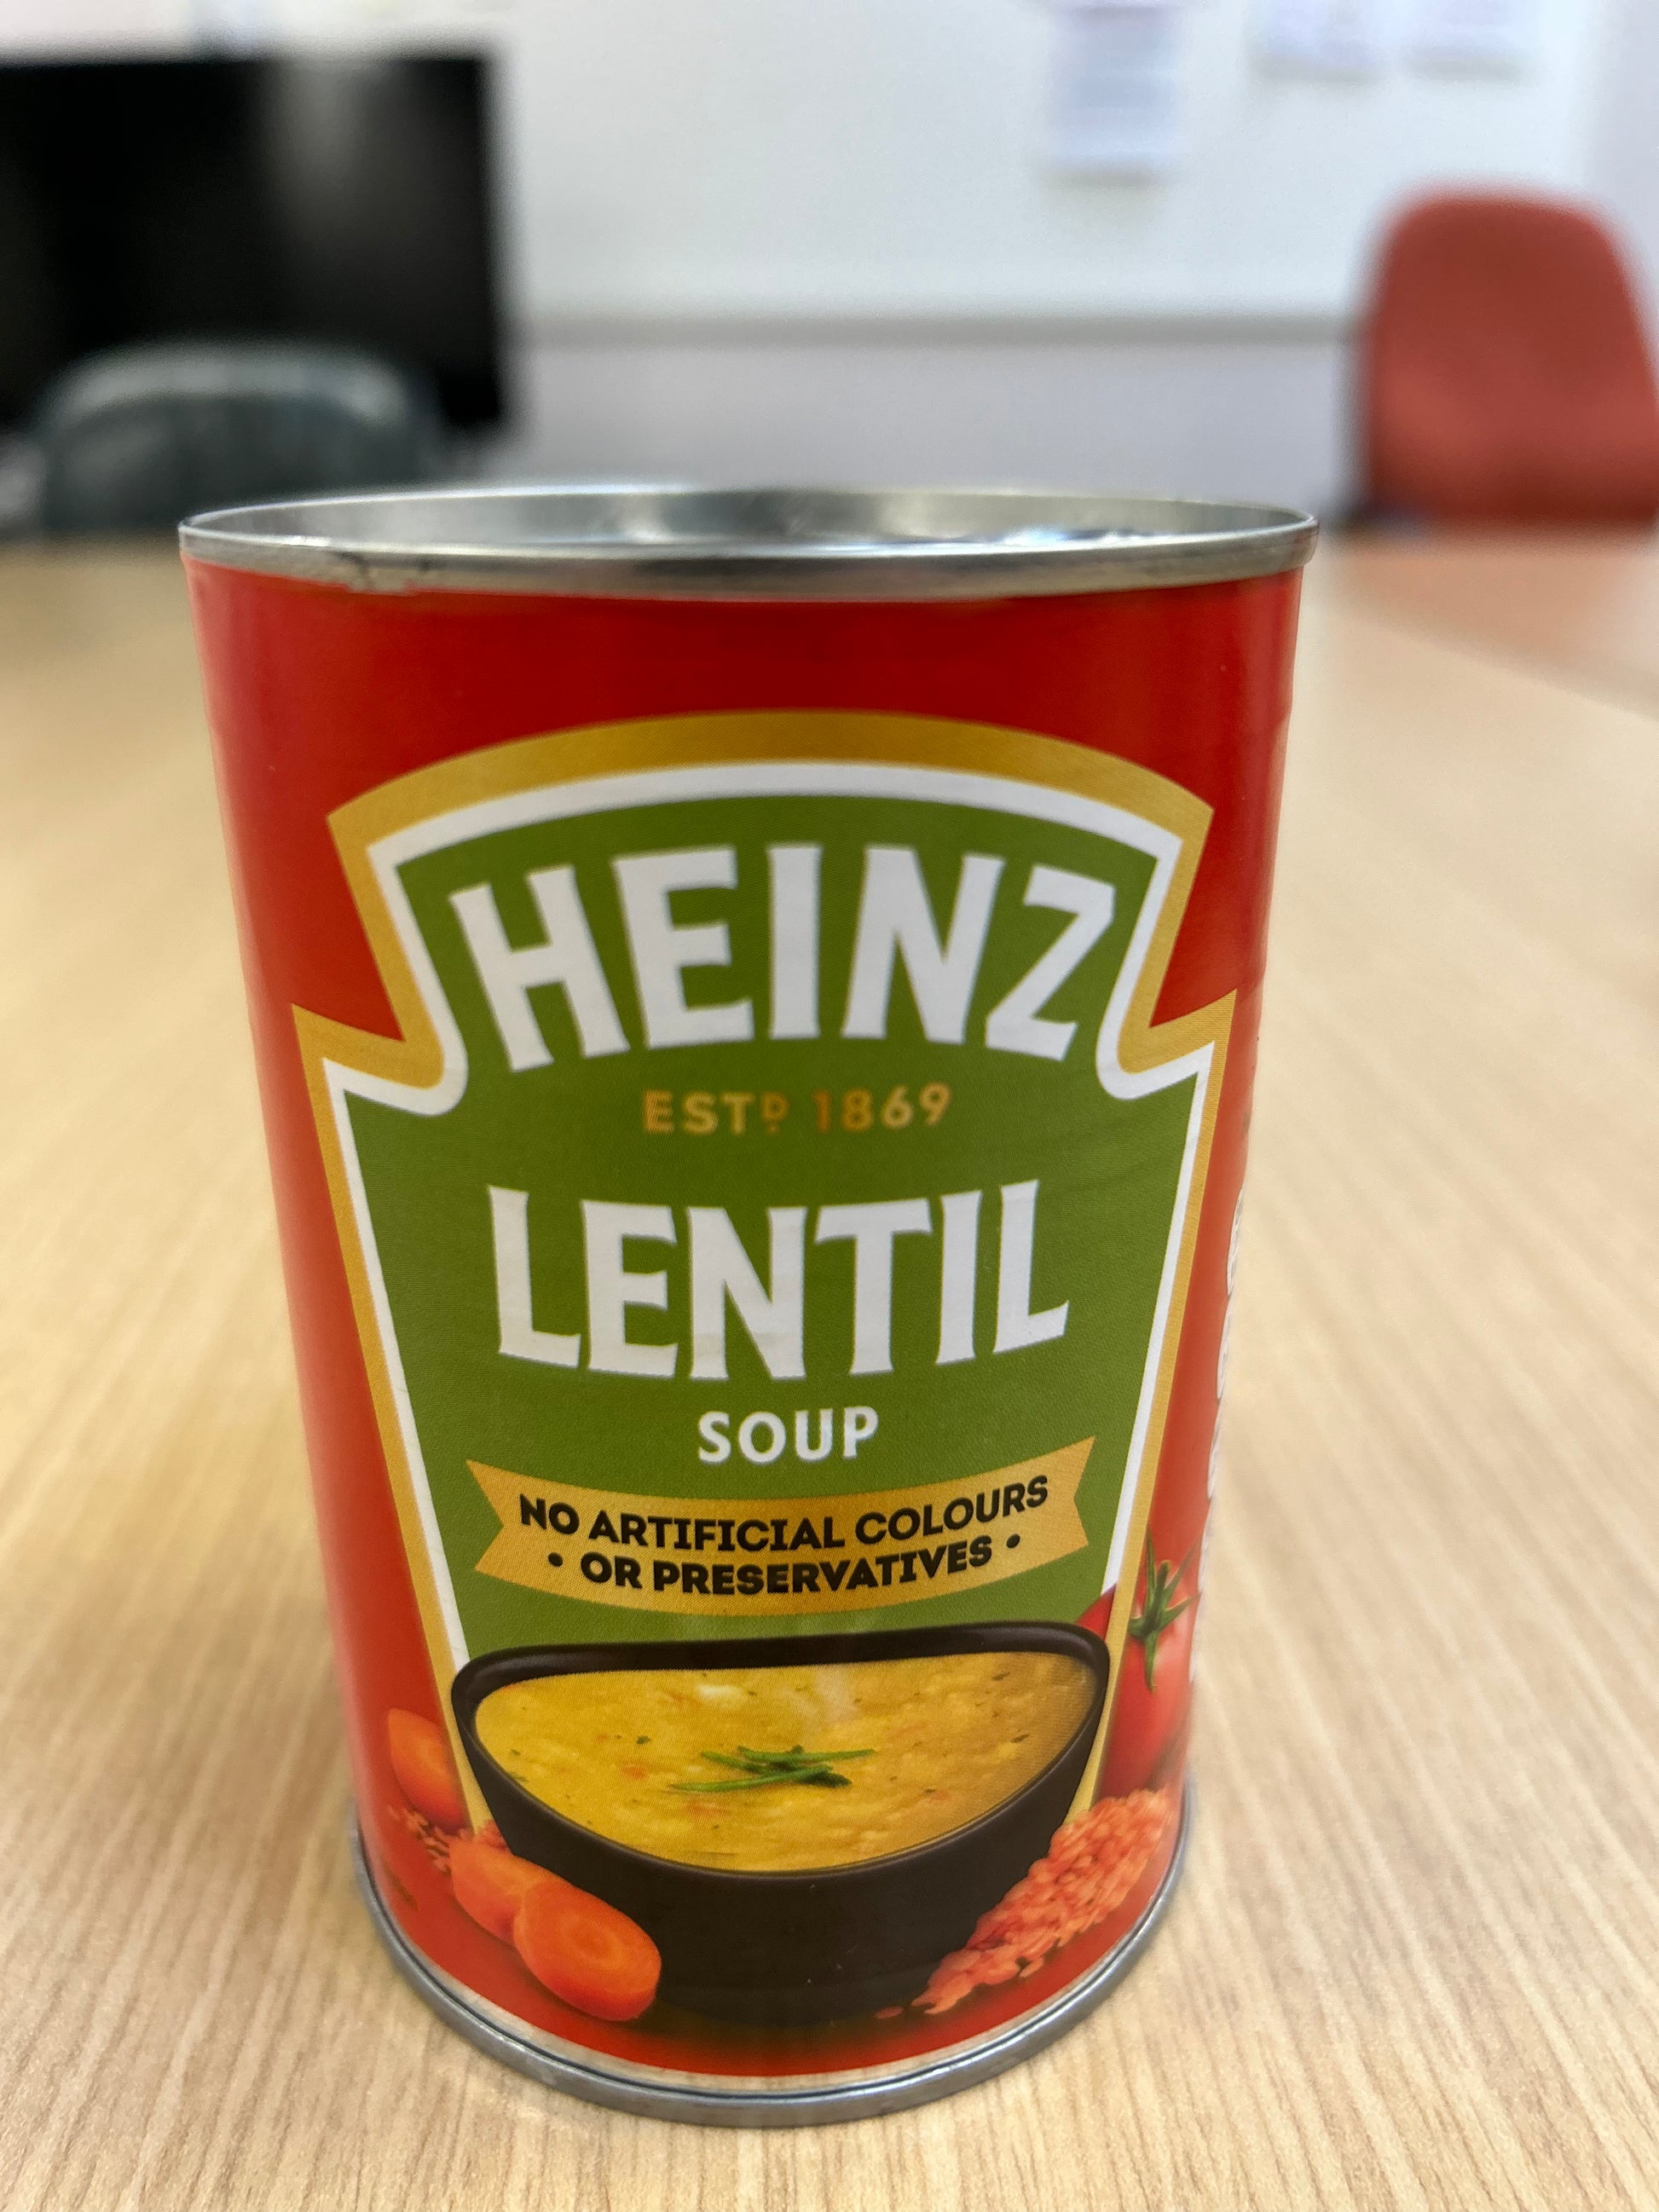 HEINZ
ESTD 1869
LENTIL
SOUP
NO ARTIFICIAL COLOURS
• OR PRESERVATIVES •